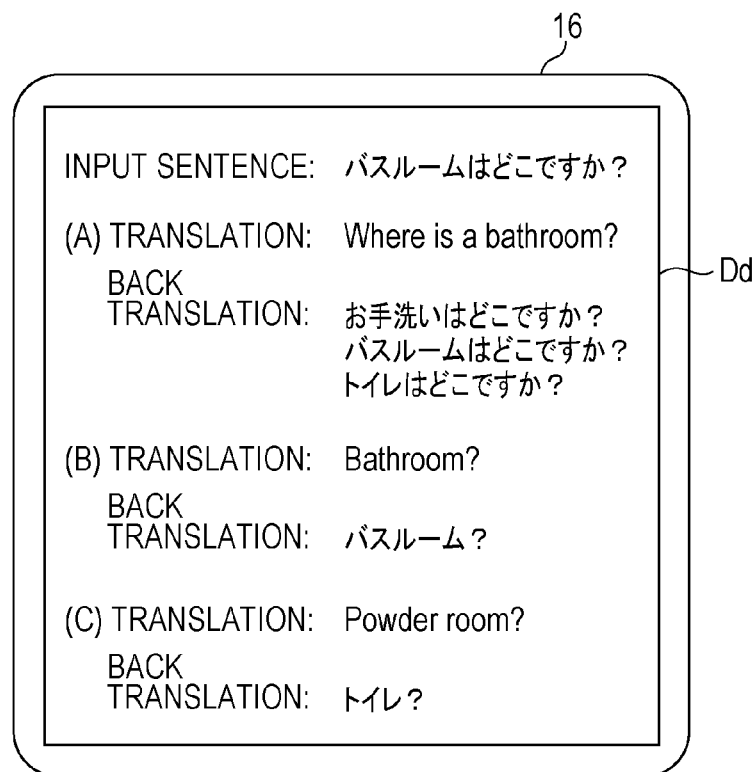 16
INPUT SENTENCE: バスルームはどこですか？
(A) TRANSLATION: Where is a bathroom?
Dd
BACK
TRANSLATION: お手洗いはどこですか？
バスルームはどこですか？
トイレはどこですか？
(B) TRANSLATION: Bathroom?
BACK
TRANSLATION: バスルーム？
(C) TRANSLATION: Powder room?
BACK
TRANSLATION: トイレ？